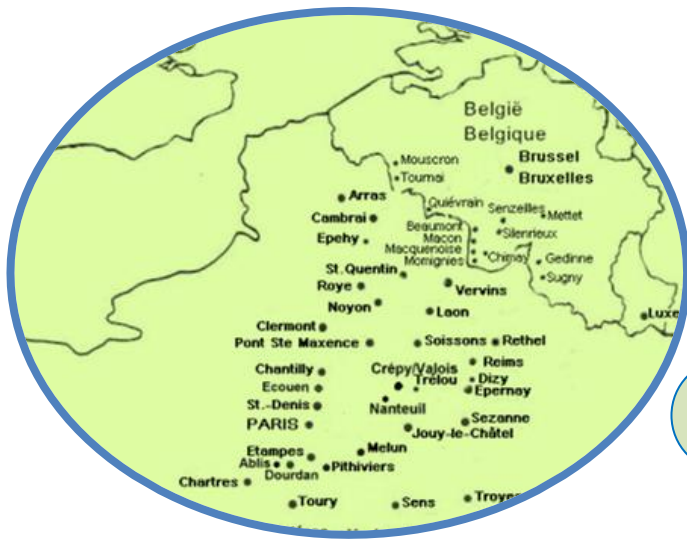 België
Belgique
Brussel
Bruxelles
Mouscron
Tournai
Arras
Quiévrain
Senzeilles
Mettet
Cambrai
Beaumont
Silenrieux
Epehy
Macon
Macquenoise
Chimay
Gedinne
Momignies
St.Quentin
Sugny
Roye
Vervins
Noyon
Laon
Luxe
Clermont
Pont Ste Maxence
Soissons
Rethel
Reims
Chantilly
Crépy/Valois
Trélou
Dizy
Ecouen
Epernay
St.-Denis
Nanteuil
PARIS
Sezanne
Jouy-le-Châtel
Etampes
Melun
Ablis
Pithiviers
Dourdan
Chartres
Toury
Sens
Troyes